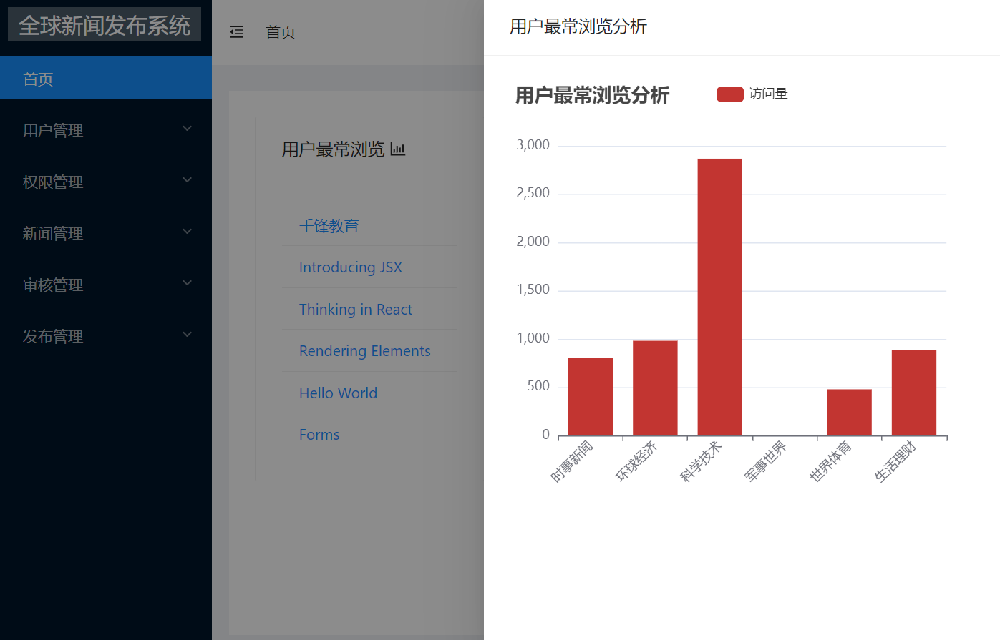 全球新闻发布系统
首页
用户管理
权限管理
新闻管理
审核管理
发布管理
首页
用户最常浏览
千锋教育
Introducing JSX
Thinking in React
Rendering Elements
Hello World
Forms
用户最常浏览分析
用户最常浏览分析
访问量
3,000
2,500
2,000
1,500
1,000
500
0
时事新闻
环球经济
科学技术
军事世界
世界体育
生活理财